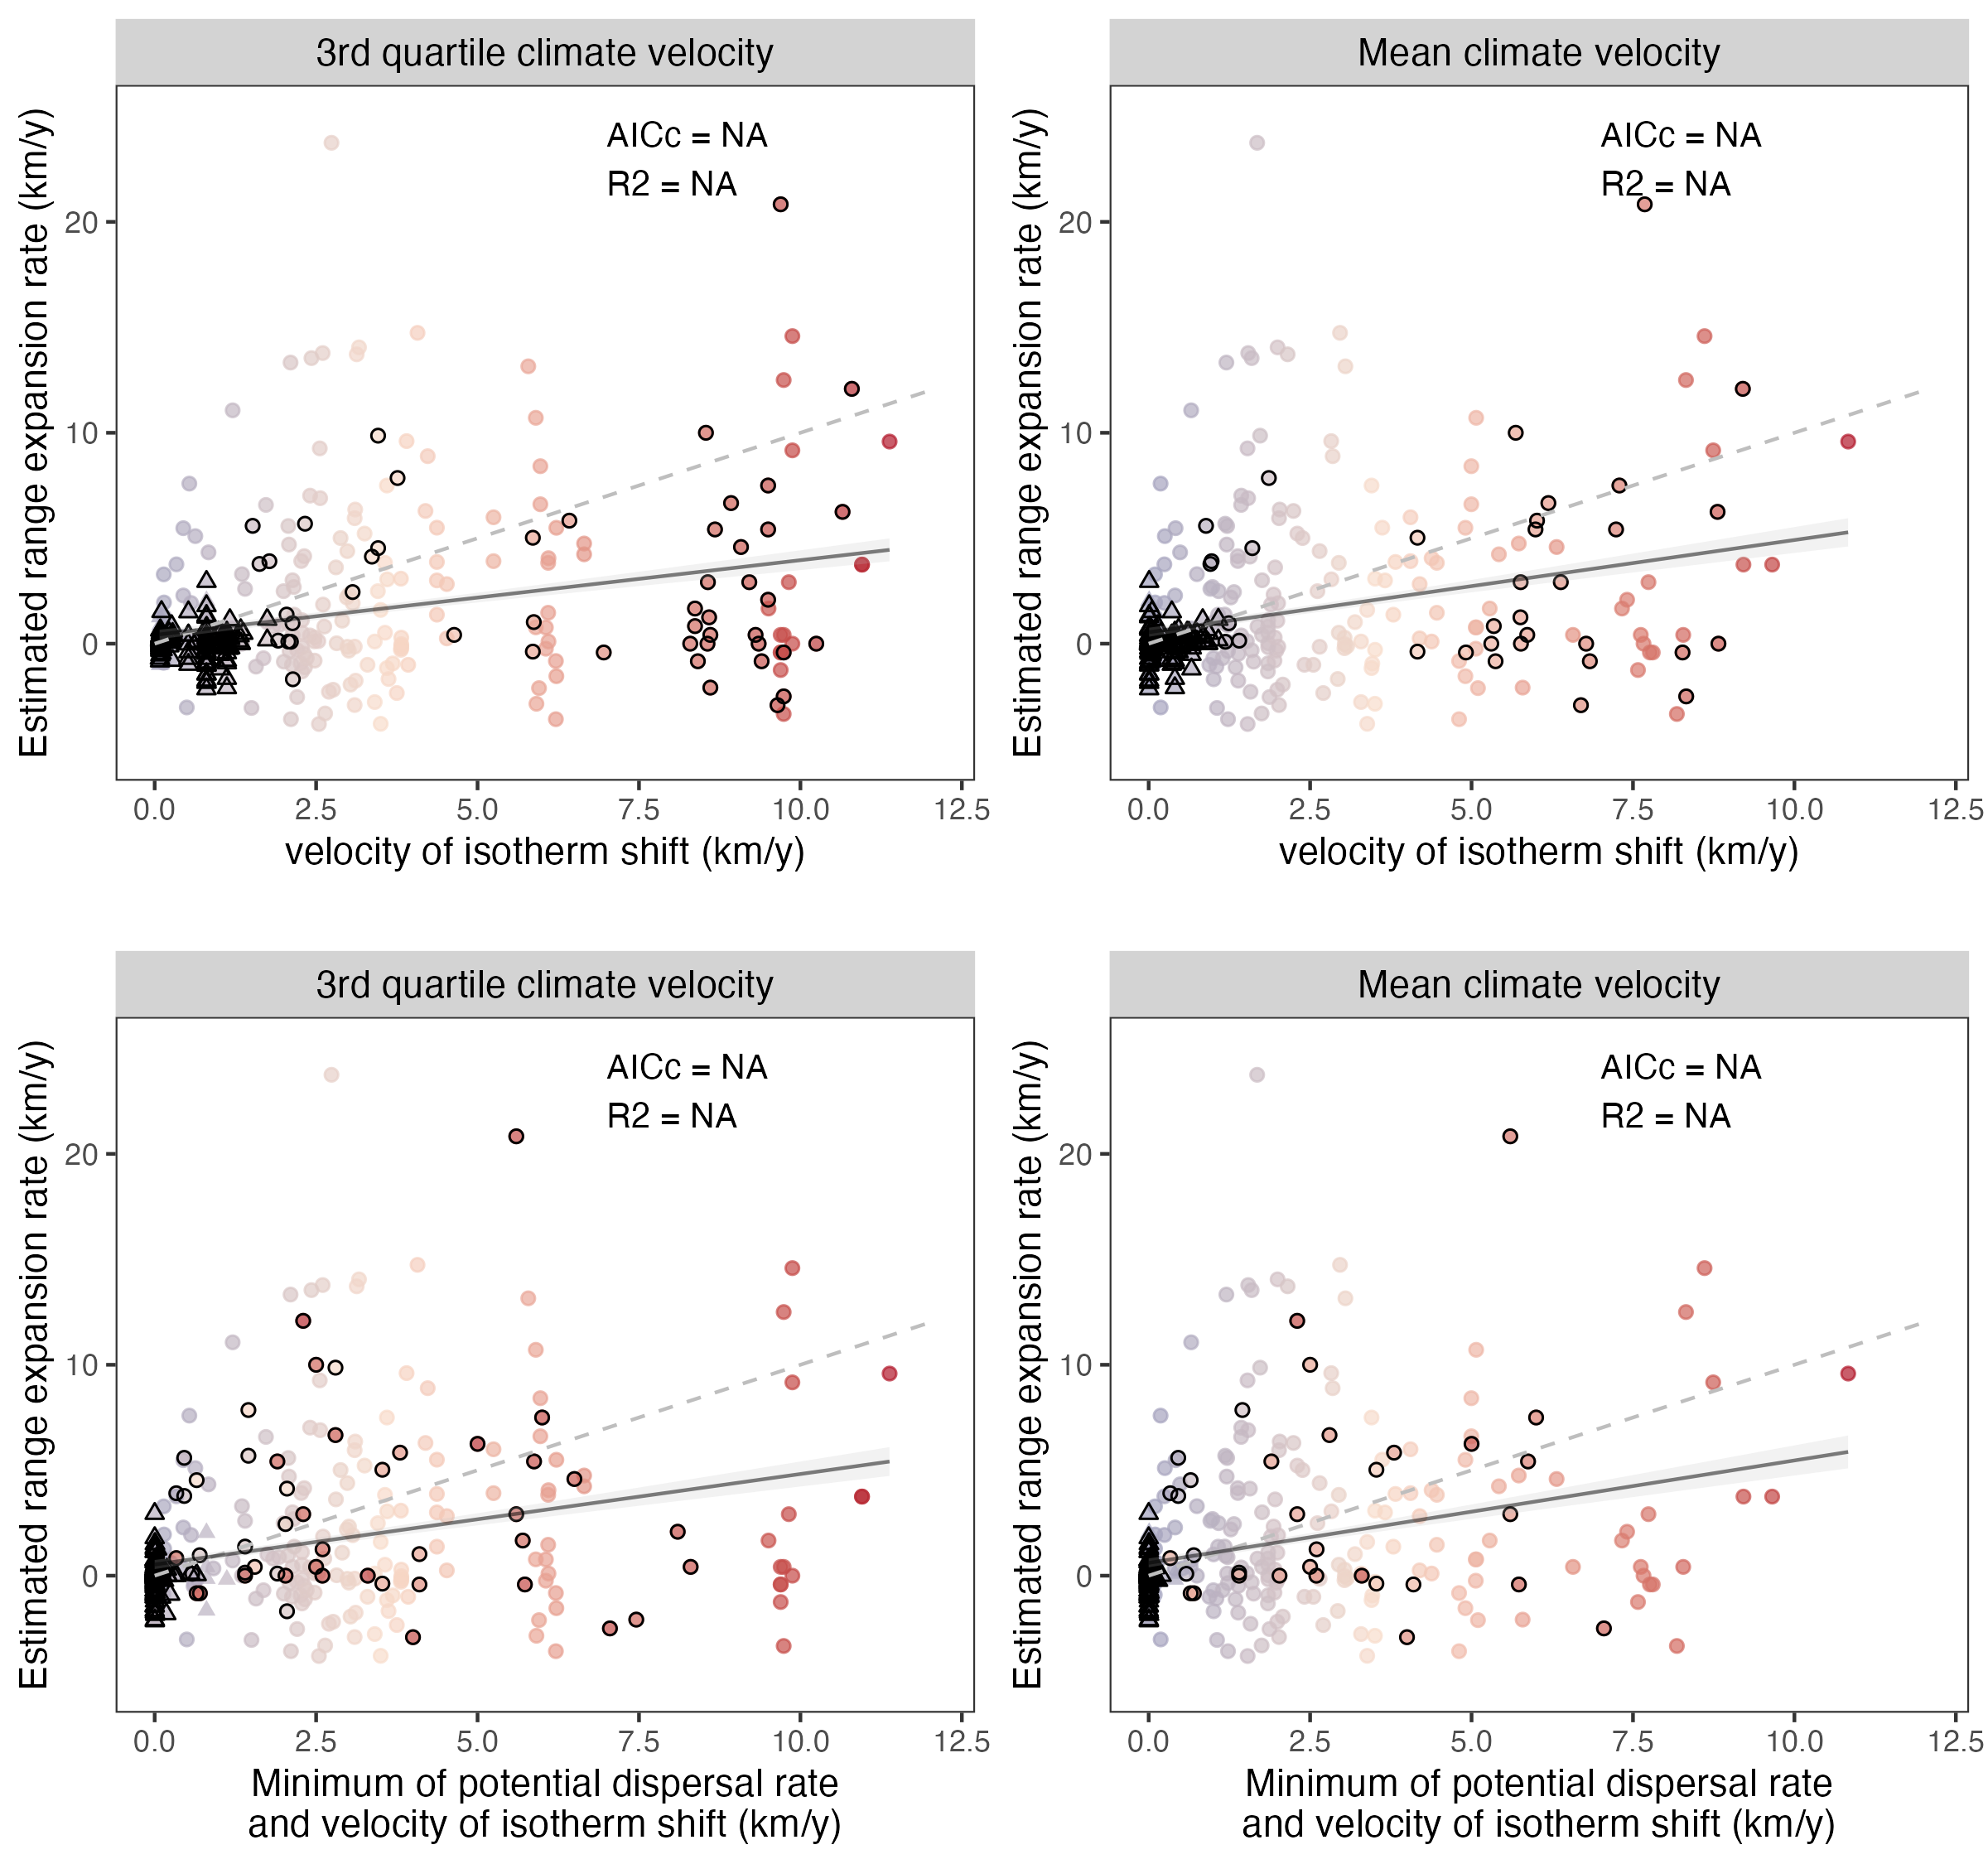 3rd quartile climate velocity
AICc = NA
R2 = NA
Estimated range expansion rate (km/y)
20
10
0
0.0 2.5 5.0 7.5 10.0 12.5
velocity of isotherm shift (km/y)
Mean climate velocity
AICc = NA
R2 = NA
Estimated range expansion rate (km/y)
20
10
0
0.0 2.5 5.0 7.5 10.0 12.5
velocity of isotherm shift (km/y)
3rd quartile climate velocity
AICc = NA
R2 = NA
Estimated range expansion rate (km/y)
20
10
0
0.0 2.5 5.0 7.5 10.0 12.5
Minimum of potential dispersal rate
and velocity of isotherm shift (km/y)
Mean climate velocity
AICc = NA
R2 = NA
Estimated range expansion rate (km/y)
20
10
0
0.0 2.5 5.0 7.5 10.0 12.5
Minimum of potential dispersal rate
and velocity of isotherm shift (km/y)